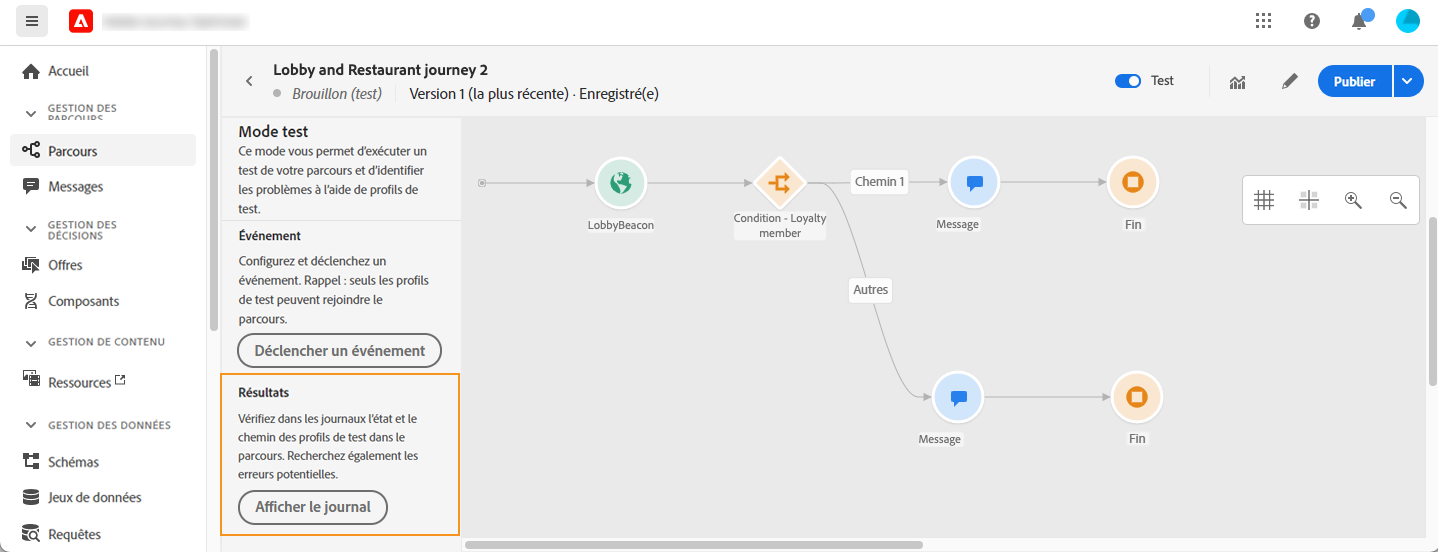 Accueil
GESTION DES
PARCOURS
Parcours
Messages
GESTION DES
DÉCISIONS
Offres
Composants
GESTION DE CONTENU
Ressources
GESTION DES DONNÉES
Schémas
Jeux de données
Requêtes
Lobby and Restaurant journey 2
Brouillon (test)
Version 1 (la plus récente) · Enregistré(e)
Test
Publier
Mode test
Ce mode vous permet d'exécuter un
test de votre parcours et d'identifier
les problèmes à l'aide de profils de
test.
Événement
Configurez et déclenchez un
événement. Rappel : seuls les profils
de test peuvent rejoindre le
parcours.
Déclencher un événement
Résultats
Vérifiez dans les journaux l'état et le
chemin des profils de test dans le
parcours. Recherchez également les
erreurs potentielles.
Afficher le journal
LobbyBeacon
Condition - Loyalty
member
Chemin 1
Message
Fin
Autres
Message
Fin